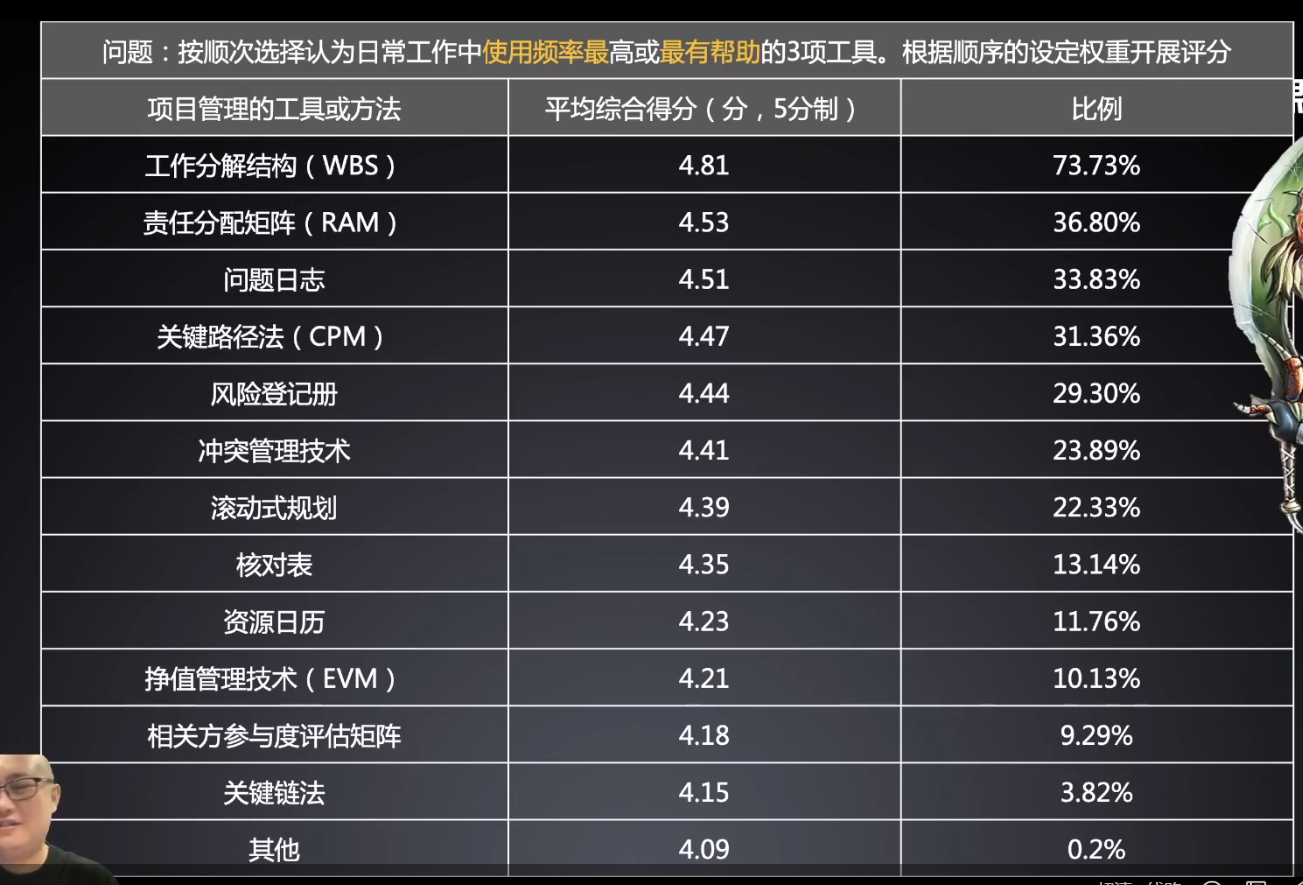 问题：按顺次选择认为日常工作中使用频率最高或最有帮助的3项工具。根据顺序的设定权重开展评分
项目管理的工具或方法 平均综合得分（分，5分制） 比例
工作分解结构（WBS） 4.81 73.73%
责任分配矩阵（RAM） 4.53 36.80%
问题日志 4.51 33.83%
关键路径法（CPM） 4.47 31.36%
风险登记册 4.44 29.30%
冲突管理技术 4.41 23.89%
滚动式规划 4.39 22.33%
核对表 4.35 13.14%
资源日历 4.23 11.76%
挣值管理技术（EVM） 4.21 10.13%
相关方参与度评估矩阵 4.18 9.29%
关键链法 4.15 3.82%
其他 4.09 0.2%